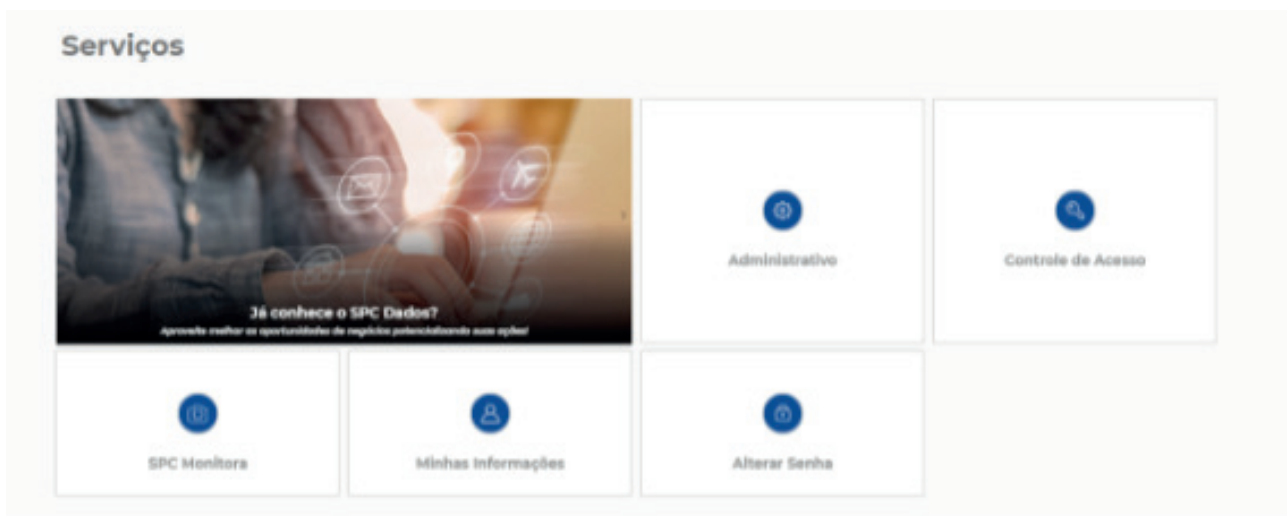 Serviços
Já conhece o SPC Dados?
Aproveite melhor as oportunidades de negócios potencializando suas ações!
Administrativo
Controle de Acesso
SPC Monitora
Minhas Informações
Alterar Senha